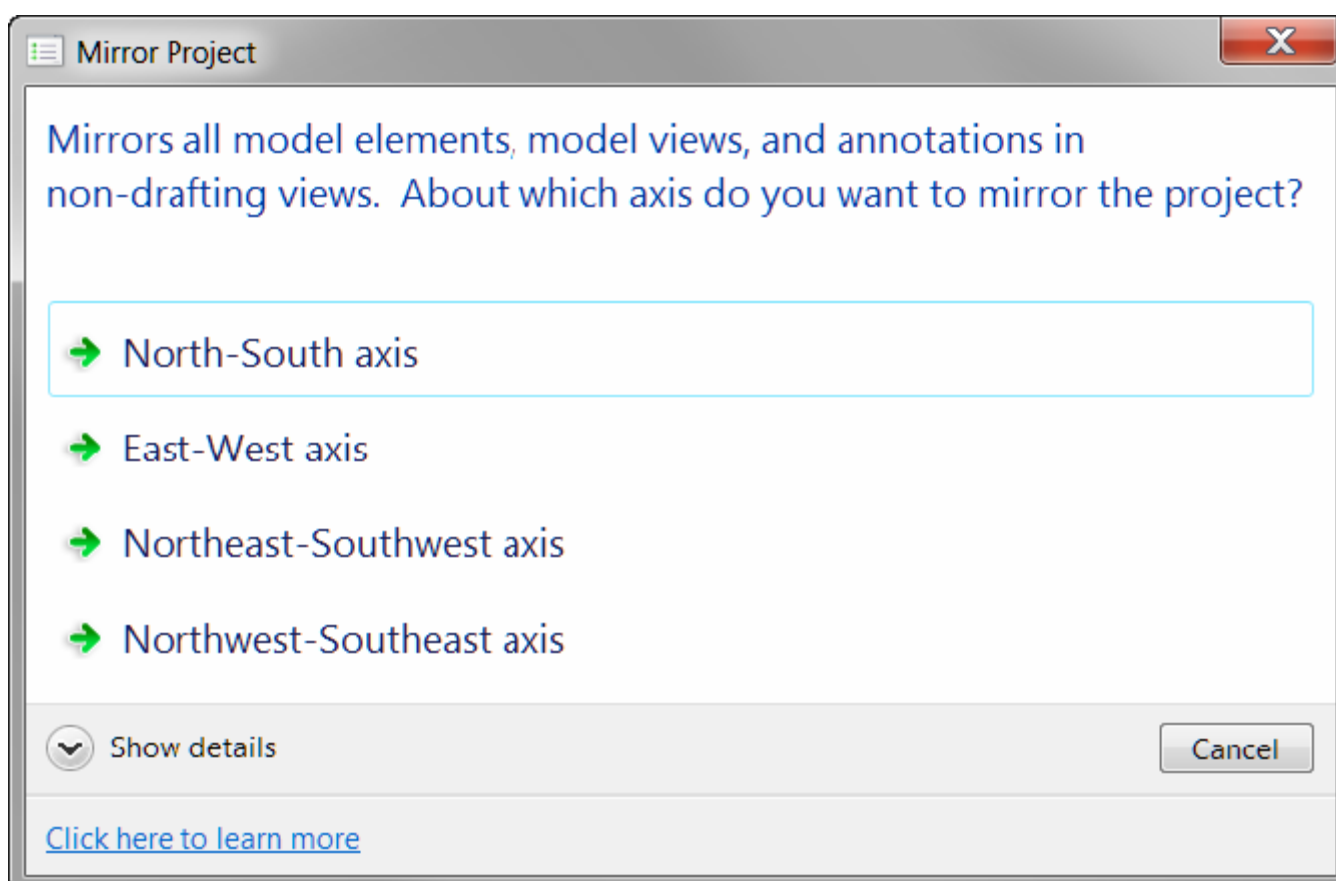 Mirror Project
Mirrors all model elements, model views, and annotations in
non-drafting views.  About which axis do you want to mirror the project?
North-South axis
East-West axis
Northeast-Southwest axis
Northwest-Southeast axis
Show details
Cancel
Click here to learn more